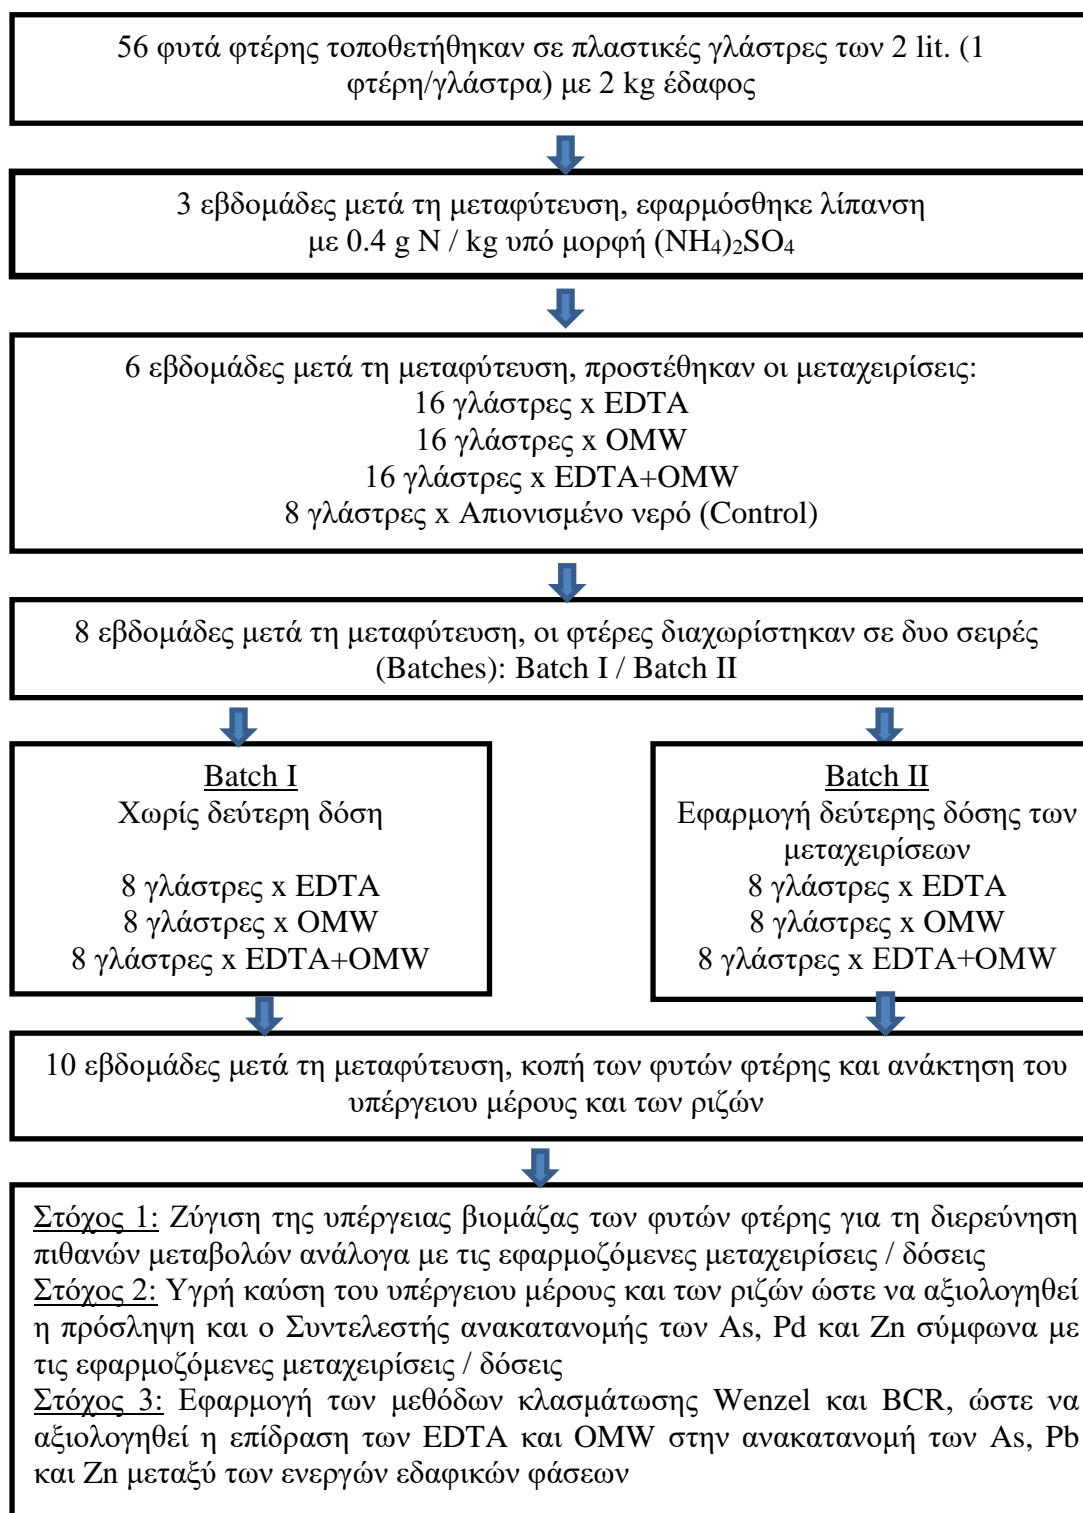 56 φυτά φτέρης τοποθετήθηκαν σε πλαστικές γλάστρες των 2 lit. (1
φτέρη/γλάστρα) με 2 kg έδαφος
3 εβδομάδες μετά τη μεταφύτευση, εφαρμόσθηκε λίπανση
με 0.4 g N / kg υπό μορφή (NH₄)₂SO₄
6 εβδομάδες μετά τη μεταφύτευση, προστέθηκαν οι μεταχειρίσεις:
16 γλάστρες x EDTA
16 γλάστρες x OMW
16 γλάστρες x EDTA+OMW
8 γλάστρες x Απιονισμένο νερό (Control)
8 εβδομάδες μετά τη μεταφύτευση, οι φτέρες διαχωρίστηκαν σε δυο σειρές
(Batches): Batch I / Batch II
Batch I
Χωρίς δεύτερη δόση
8 γλάστρες x EDTA
8 γλάστρες x OMW
8 γλάστρες x EDTA+OMW
Batch II
Εφαρμογή δεύτερης δόσης των
μεταχειρίσεων
8 γλάστρες x EDTA
8 γλάστρες x OMW
8 γλάστρες x EDTA+OMW
10 εβδομάδες μετά τη μεταφύτευση, κοπή των φυτών φτέρης και ανάκτηση του
υπέργειου μέρους και των ριζών
Στόχος 1: Ζύγιση της υπέργειας βιομάζας των φυτών φτέρης για τη διερεύνηση
πιθανών μεταβολών ανάλογα με τις εφαρμοζόμενες μεταχειρίσεις / δόσεις
Στόχος 2: Υγρή καύση του υπέργειου μέρους και των ριζών ώστε να αξιολογηθεί
η πρόσληψη και ο Συντελεστής ανακατανομής των As, Pd και Zn σύμφωνα με
τις εφαρμοζόμενες μεταχειρίσεις / δόσεις
Στόχος 3: Εφαρμογή των μεθόδων κλασμάτωσης Wenzel και BCR, ώστε να
αξιολογηθεί η επίδραση των EDTA και OMW στην ανακατανομή των As, Pb
και Zn μεταξύ των ενεργών εδαφικών φάσεων